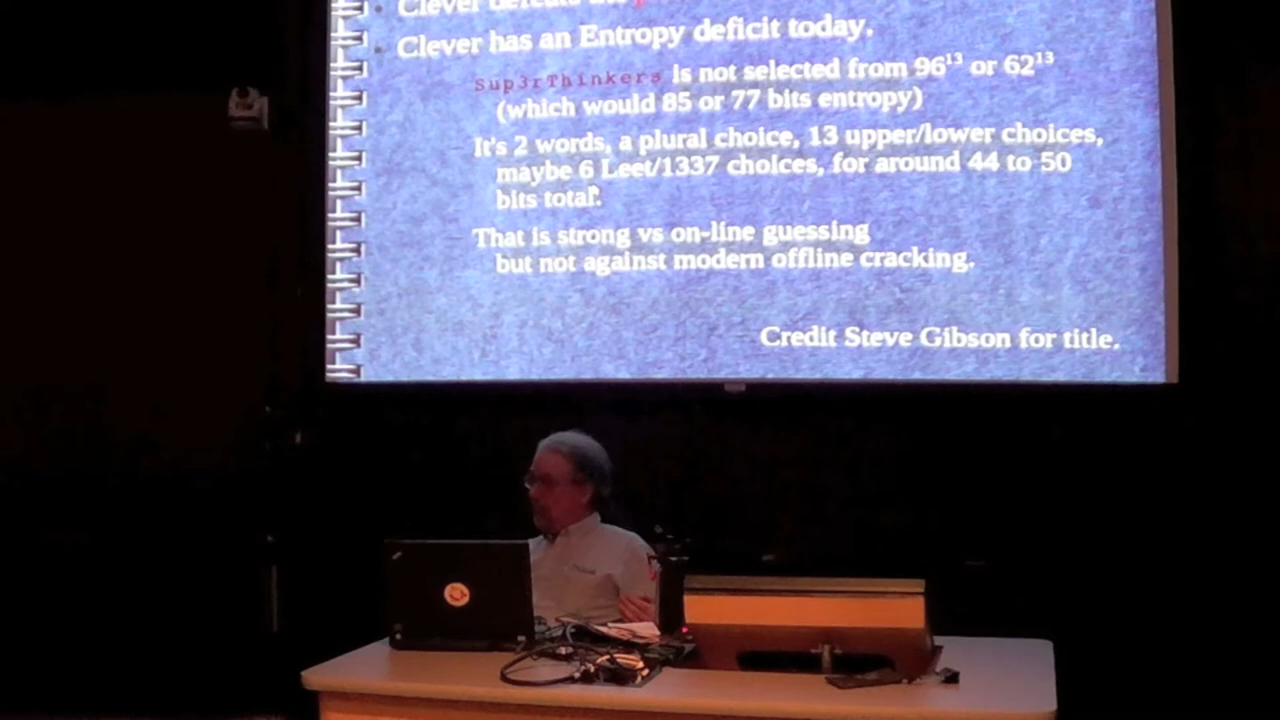 Clever defeats the
Clever has an Entropy deficit today.
Sup3rThinkers is not selected from 96¹³ or 62¹³
(which would 85 or 77 bits entropy)
It's 2 words, a plural choice, 13 upper/lower choices,
maybe 6 Leet/1337 choices, for around 44 to 50
bits total.
That is strong vs on-line guessing
but not against modern offline cracking.
Credit Steve Gibson for title.